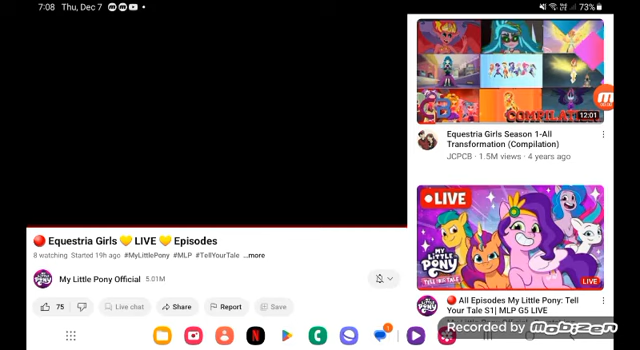 7:08 Thu, Dec 7
73%
COMPILATI
12:01
Equestria Girls Season 1-All
Transformation (Compilation)
JCPCB · 1.5M views · 4 years ago
LIVE
my LITTLE
PONY
TELL YOUR TALE
LIVE
🔴 Equestria Girls 💛 LIVE 💛 Episodes
8 watching Started 19h ago #MyLittlePony #MLP #TellYourTale ...more
My Little Pony Official 5.01M
75
Live chat
Share
Report
Save
🔴 All Episodes My Little Pony: Tell
Your Tale S1| MLP G5 LIVE
Recorded by Mobizen